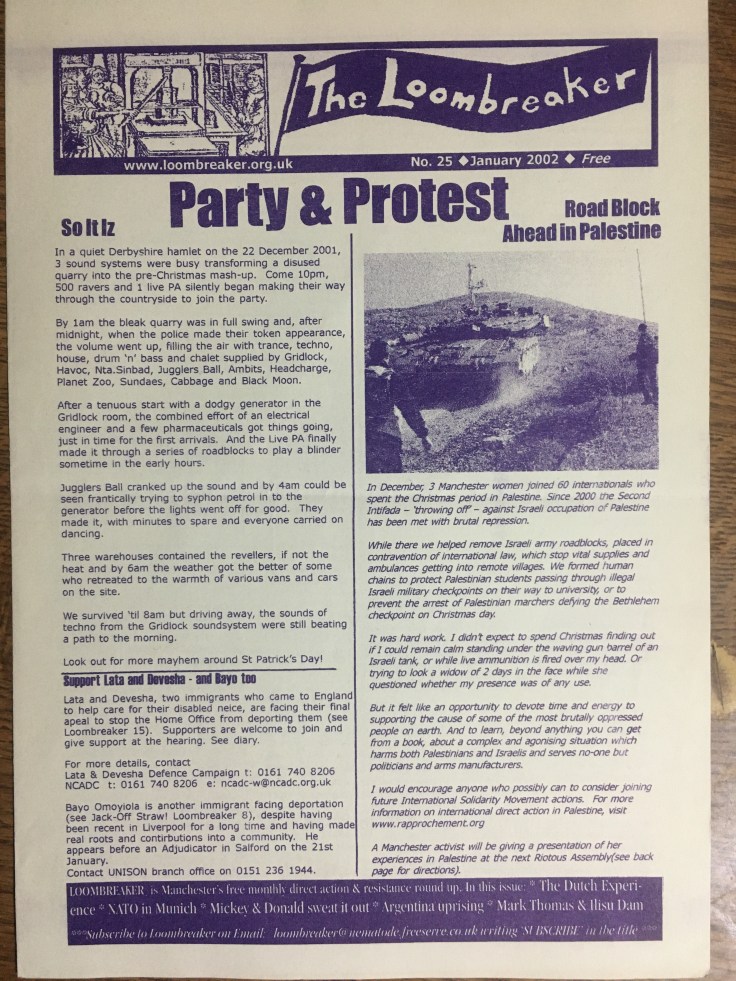 The Loombreaker
www.loombreaker.org.uk
No. 25 ◆January 2002 ◆ Free
Party & Protest
So It Iz
In a quiet Derbyshire hamlet on the 22 December 2001,
3 sound systems were busy transforming a disused
quarry into the pre-Christmas mash-up.  Come 10pm,
500 ravers and 1 live PA silently began making their way
through the countryside to join the party.
By 1am the bleak quarry was in full swing and, after
midnight, when the police made their token appearance,
the volume went up, filling the air with trance, techno,
house, drum 'n' bass and chalet supplied by Gridlock,
Havoc, Nta.Sinbad, Jugglers Ball, Ambits, Headcharge,
Planet Zoo, Sundaes, Cabbage and Black Moon.
After a tenuous start with a dodgy generator in the
Gridlock room, the combined effort of an electrical
engineer and a few pharmaceuticals got things going,
just in time for the first arrivals.  And the Live PA finally
made it through a series of roadblocks to play a blinder
sometime in the early hours.
Jugglers Ball cranked up the sound and by 4am could be
seen frantically trying to syphon petrol in to the
generator before the lights went off for good.  They
made it, with minutes to spare and everyone carried on
dancing.
Three warehouses contained the revellers, if not the
heat and by 6am the weather got the better of some
who retreated to the warmth of various vans and cars
on the site.
We survived 'til 8am but driving away, the sounds of
techno from the Gridlock soundsystem were still beating
a path to the morning.
Look out for more mayhem around St Patrick's Day!
Support Lata and Devesha - and Bayo too
Lata and Devesha, two immigrants who came to England
to help care for their disabled neice, are facing their final
apeal to stop the Home Office from deporting them (see
Loombreaker 15).  Supporters are welcome to join and
give support at the hearing. See diary.
For more details, contact
Lata & Devesha Defence Campaign t: 0161 740 8206
NCADC  t: 0161 740 8206  e: ncadc-w@ncadc.org.uk
Bayo Omoyiola is another immigrant facing deportation
(see Jack-Off Straw! Loombreaker 8), despite having
been recent in Liverpool for a long time and having made
real roots and contirbutions into a community.  He
appears before an Adjudicator in Salford on the 21st
January.
Contact UNISON branch office on 0151 236 1944.
Road Block
Ahead in Palestine
In December, 3 Manchester women joined 60 internationals who
spent the Christmas period in Palestine. Since 2000 the Second
Intifada – 'throwing off' – against Israeli occupation of Palestine
has been met with brutal repression.
While there we helped remove Israeli army roadblocks, placed in
contravention of international law, which stop vital supplies and
ambulances getting into remote villages. We formed human
chains to protect Palestinian students passing through illegal
Israeli military checkpoints on their way to university, or to
prevent the arrest of Palestinian marchers defying the Bethlehem
checkpoint on Christmas day.
It was hard work. I didn't expect to spend Christmas finding out
if I could remain calm standing under the waving gun barrel of an
Israeli tank, or while live ammunition is fired over my head. Or
trying to look a widow of 2 days in the face while she
questioned whether my presence was of any use.
But it felt like an opportunity to devote time and energy to
supporting the cause of some of the most brutally oppressed
people on earth. And to learn, beyond anything you can get
from a book, about a complex and agonising situation which
harms both Palestinians and Israelis and serves no-one but
politicians and arms manufacturers.
I would encourage anyone who possibly can to consider joining
future International Solidarity Movement actions.  For more
information on international direct action in Palestine, visit
www.rapprochement.org
A Manchester activist will be giving a presentation of her
experiences in Palestine at the next Riotous Assembly(see back
page for directions).
LOOMBREAKER is Manchester's free monthly direct action & resistance round up. In this issue: * The Dutch Experi-
ence * NATO in Munich * Mickey & Donald sweat it out * Argentina uprising * Mark Thomas & Ilisu Dam
***Subscribe to Loombreaker on Email.  loombreaker@nematode.freeserve.co.uk writing 'SUBSCRIBE' in the title ***